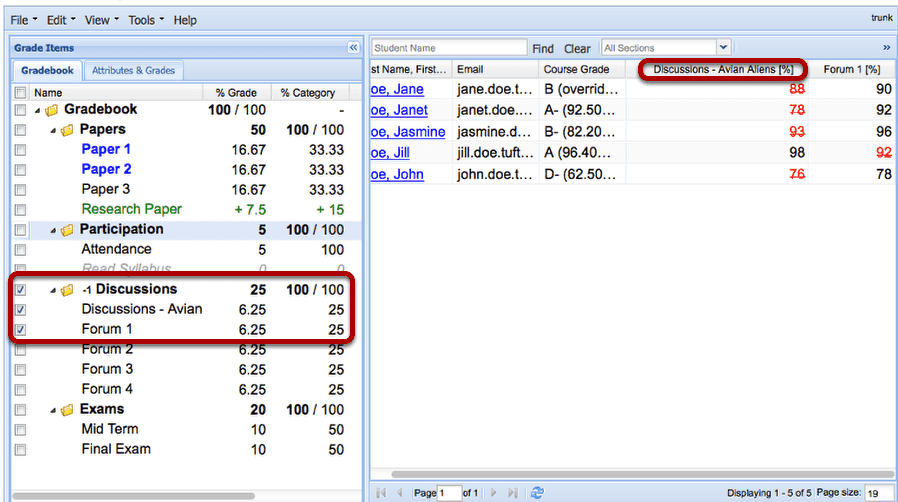 File Edit View Tools Help trunk
Grade Items «
Gradebook Attributes & Grades
Name % Grade % Category
Gradebook 100 / 100 -
Papers 50 100 / 100
Paper 1 16.67 33.33
Paper 2 16.67 33.33
Paper 3 16.67 33.33
Research Paper + 7.5 + 15
Participation 5 100 / 100
Attendance 5 100
Read Syllabus 0 0
-1 Discussions 25 100 / 100
Discussions - Avian 6.25 25
Forum 1 6.25 25
Forum 2 6.25 25
Forum 3 6.25 25
Forum 4 6.25 25
Exams 20 100 / 100
Mid Term 10 50
Final Exam 10 50
Student Name Find Clear All Sections »
st Name, First... Email Course Grade Discussions - Avian Aliens [%] Forum 1 [%]
oe, Jane jane.doe.t... B (overrid... 88 90
oe, Janet janet.doe.... A- (92.50... 78 92
oe, Jasmine jasmine.d... B- (82.20... 93 96
oe, Jill jill.doe.tuft... A (96.40... 98 92
oe, John john.doe.t... D- (62.50... 76 78
Page 1 of 1 Displaying 1 - 5 of 5 Page size: 19